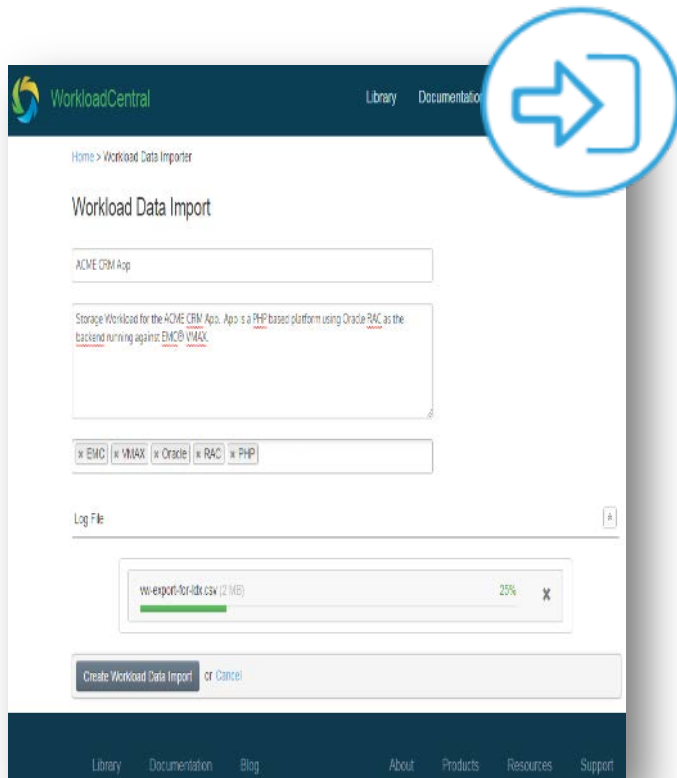 WorkloadCentral
Library Documentation
Home > Workload Data Importer
Workload Data Import
ACME CRM App
Storage Workload for the ACME CRM App. App is a PHP based platform using Oracle RAC as the
backend running against EMC® VMAX.
× EMC × VMAX × Oracle × RAC × PHP
Log File
vw-export-for-ldx.csv (2 MB) 25% ×
Create Workload Data Import or Cancel
Library Documentation Blog About Products Resources Support